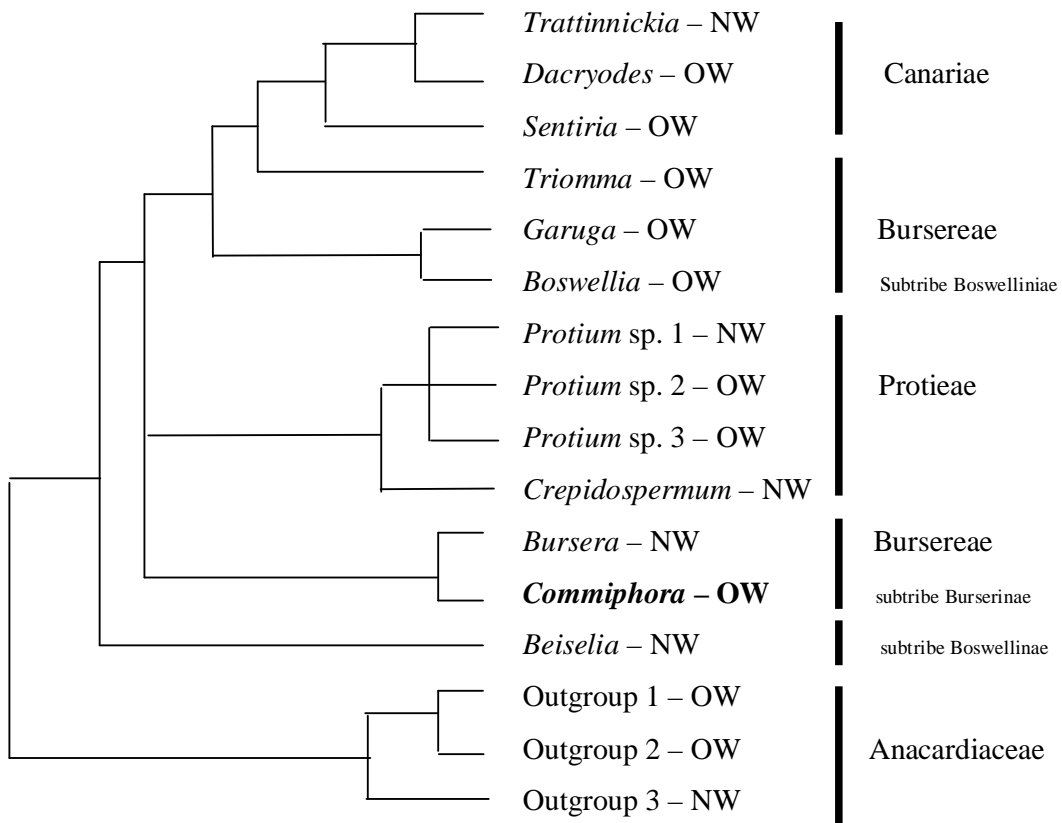 Trattinnickia – NW
Dacryodes – OW
Canariae
Sentiria – OW
Triomma – OW
Garuga – OW
Bursereae
Boswellia – OW
Subtribe Boswelliniae
Protium sp. 1 – NW
Protium sp. 2 – OW
Protieae
Protium sp. 3 – OW
Crepidospermum – NW
Bursera – NW
Bursereae
Commiphora – OW
subtribe Burserinae
Beiselia – NW
subtribe Boswellinae
Outgroup 1 – OW
Outgroup 2 – OW
Anacardiaceae
Outgroup 3 – NW